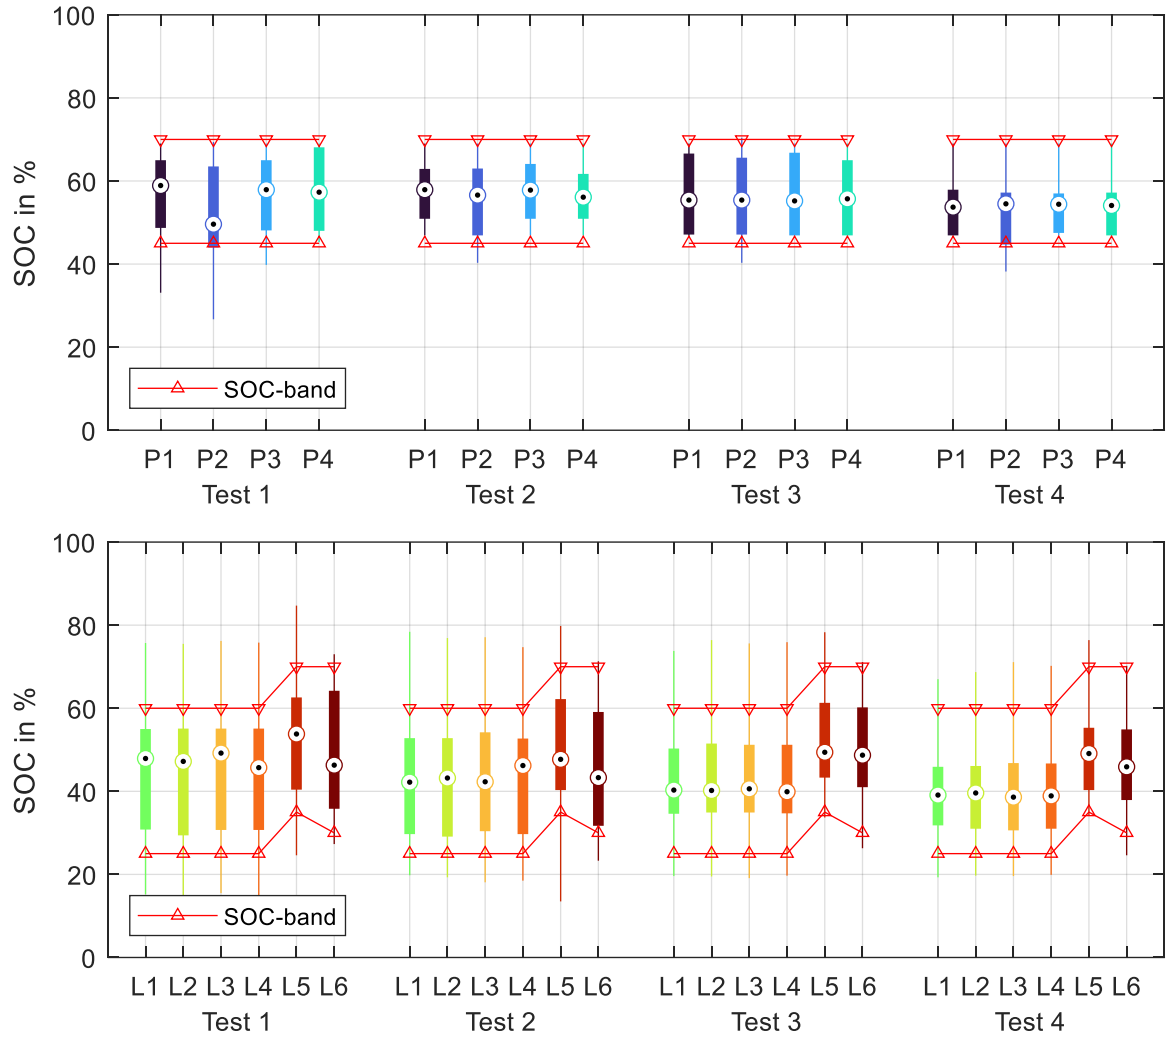 100
80
60
40
20
0
SOC in %
SOC-band
P1 P2 P3 P4 P1 P2 P3 P4 P1 P2 P3 P4 P1 P2 P3 P4
Test 1 Test 2 Test 3 Test 4
100
80
60
40
20
0
SOC in %
SOC-band
L1 L2 L3 L4 L5 L6 L1 L2 L3 L4 L5 L6 L1 L2 L3 L4 L5 L6 L1 L2 L3 L4 L5 L6
Test 1 Test 2 Test 3 Test 4